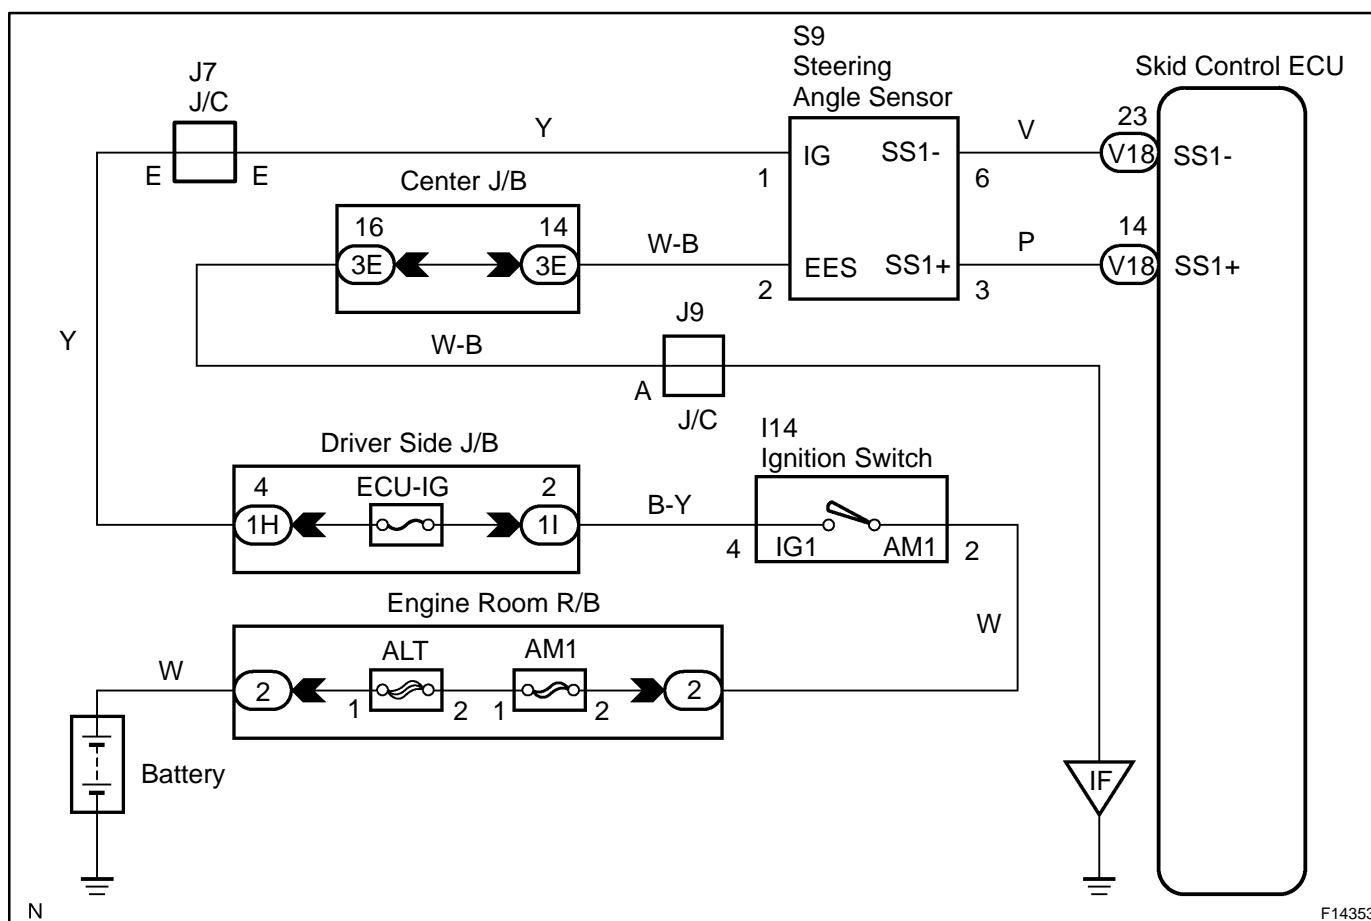 S9
Steering
Angle Sensor
Skid Control ECU
J7
J/C
23
Y
V
V18
SS1-
IG
SS1-
E
E
1
6
Center J/B
16
14
14
W-B
P
3E
3E
V18
SS1+
EES
SS1+
2
3
J9
Y
W-B
A
J/C
I14
Ignition Switch
Driver Side J/B
4
ECU-IG
2
B-Y
1H
1I
4
IG1
AM1
2
Engine Room R/B
W
ALT
AM1
W
2
2
1
2
1
2
Battery
IF
N
F14353